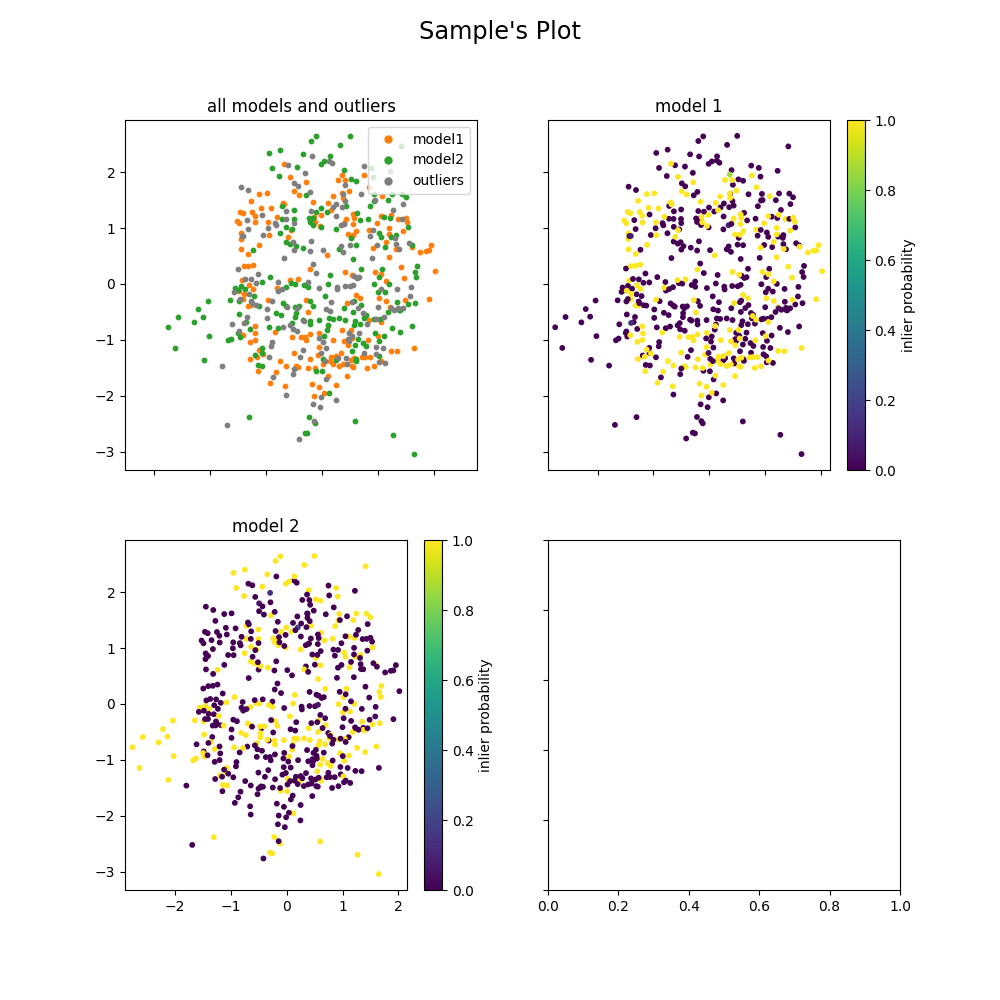 Sample's Plot
all models and outliers
model 1
model1
model2
outliers
2
1
0
−1
−2
−3
1.0
0.8
0.6
0.4
0.2
0.0
inlier probability
model 2
2
1
0
−1
−2
−3
−2 −1 0 1 2
1.0
0.8
0.6
0.4
0.2
0.0
inlier probability
0.0 0.2 0.4 0.6 0.8 1.0